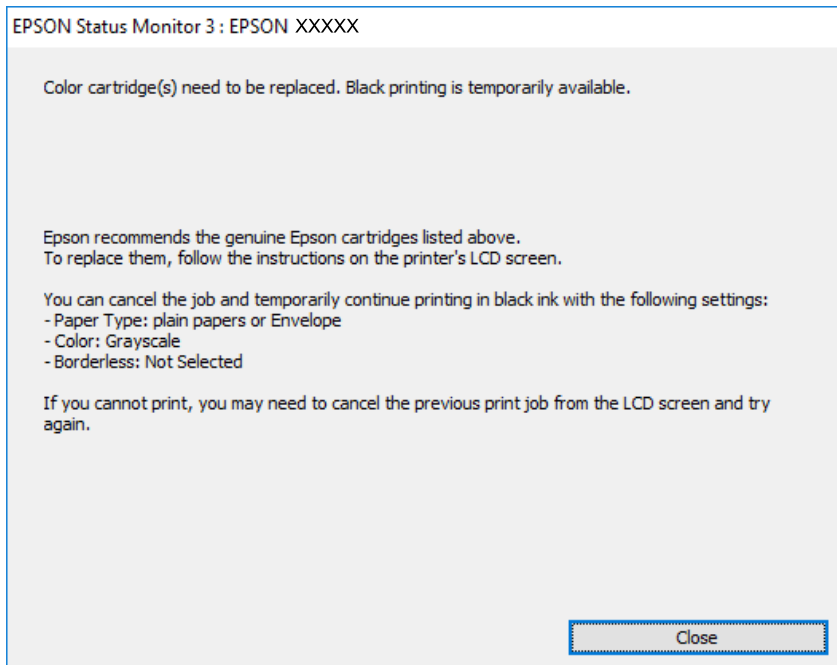 EPSON Status Monitor 3 : EPSON XXXXX
Color cartridge(s) need to be replaced. Black printing is temporarily available.
Epson recommends the genuine Epson cartridges listed above.
To replace them, follow the instructions on the printer's LCD screen.
You can cancel the job and temporarily continue printing in black ink with the following settings:
- Paper Type: plain papers or Envelope
- Color: Grayscale
- Borderless: Not Selected
If you cannot print, you may need to cancel the previous print job from the LCD screen and try
again.
Close